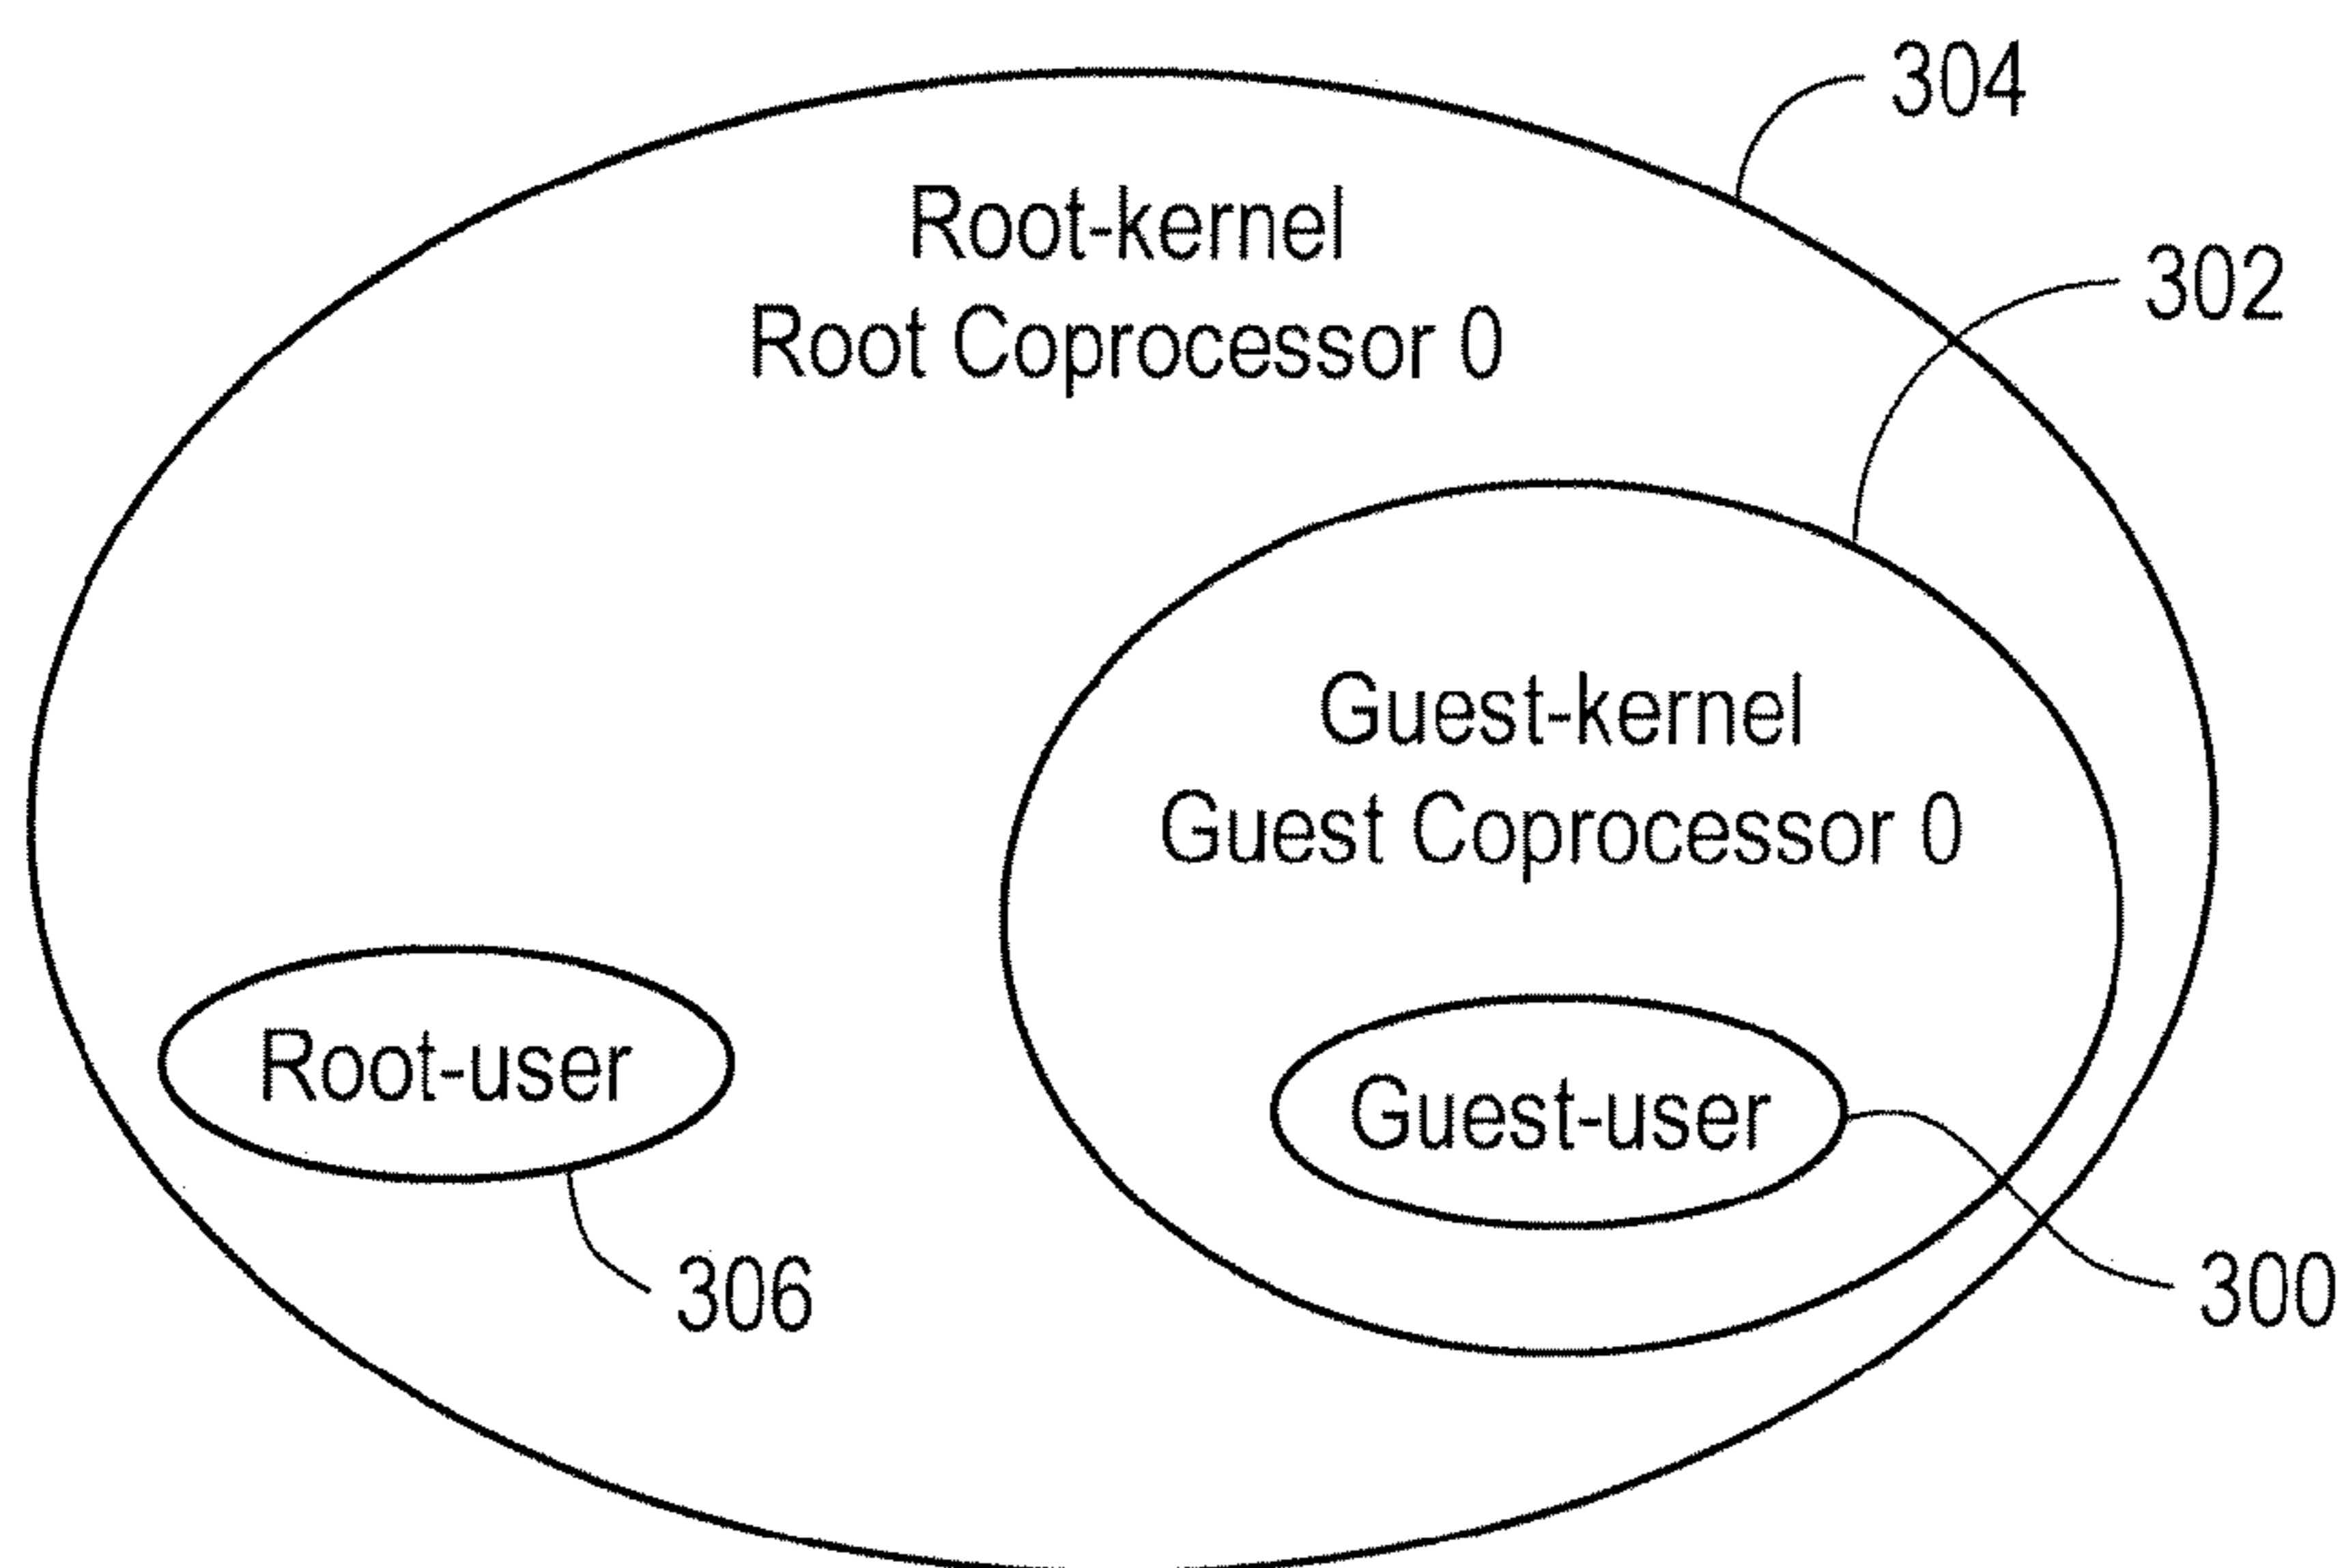 304
Root-kernel
Root Coprocessor 0
302
Guest-kernel
Guest Coprocessor 0
Root-user
Guest-user
306
300